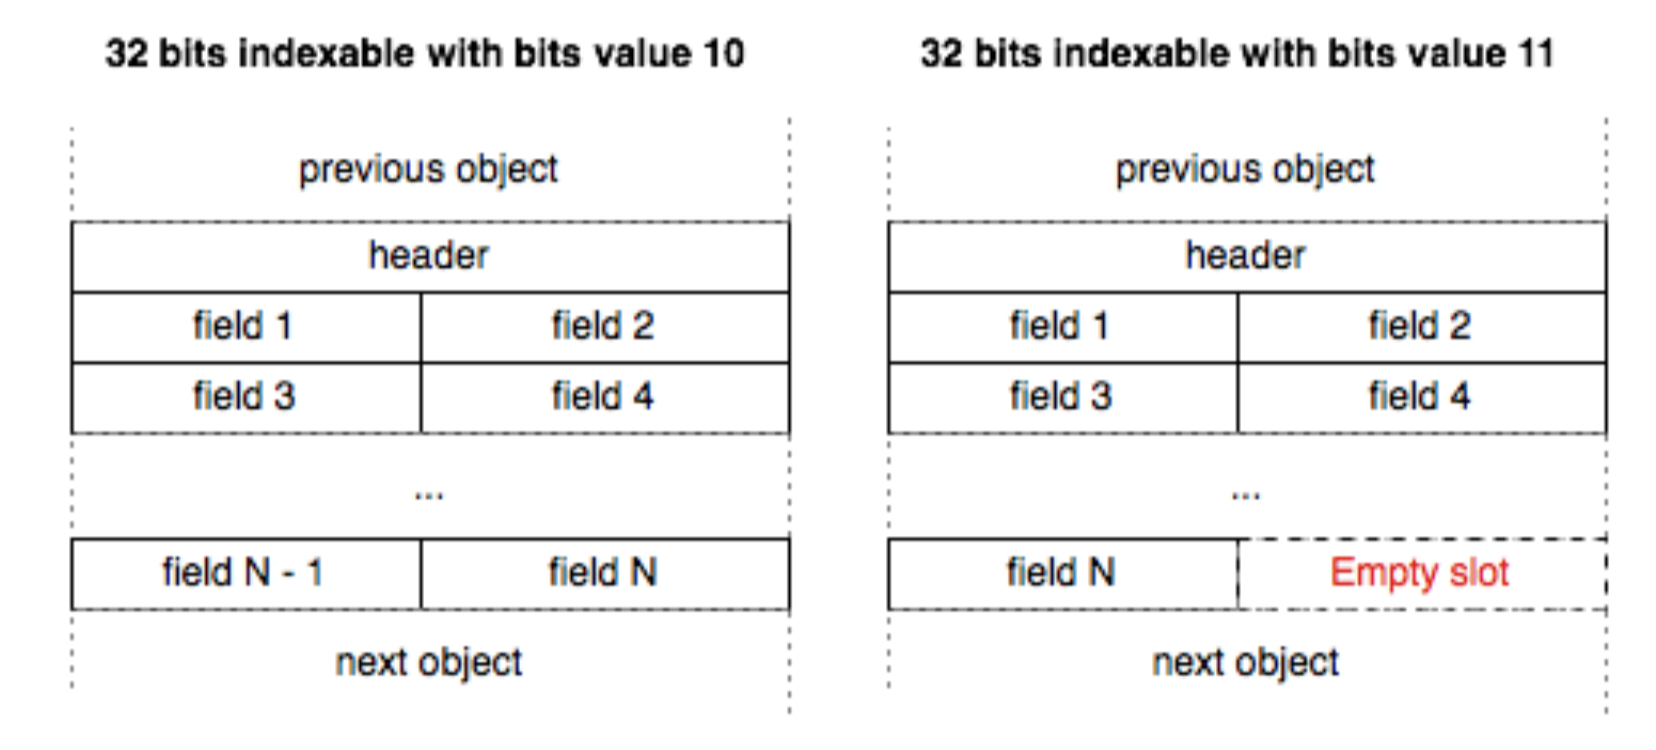 32 bits indexable with bits value 10
previous object
header
field 1 field 2
field 3 field 4
...
field N - 1 field N
next object
32 bits indexable with bits value 11
previous object
header
field 1 field 2
field 3 field 4
...
field N Empty slot
next object